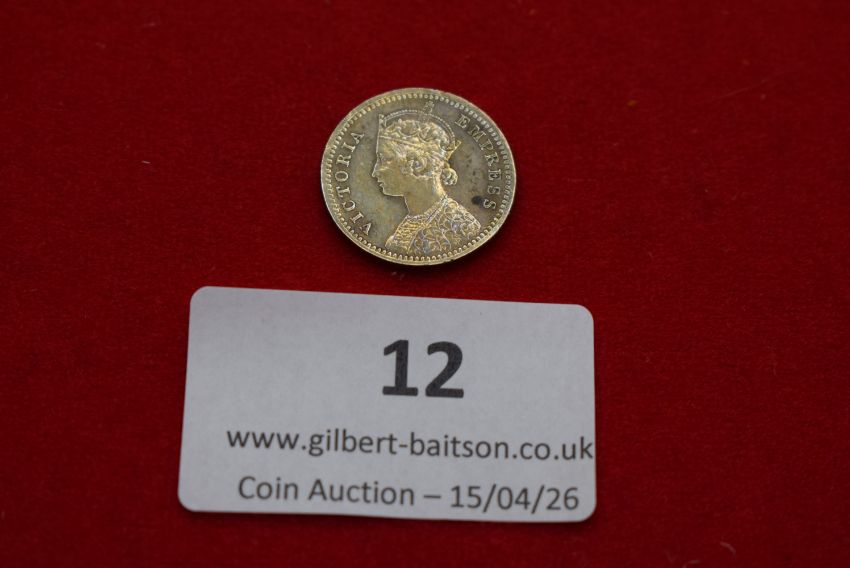 VICTORIA EMPRESS
12
www.gilbert-baitson.co.uk
Coin Auction – 15/04/26